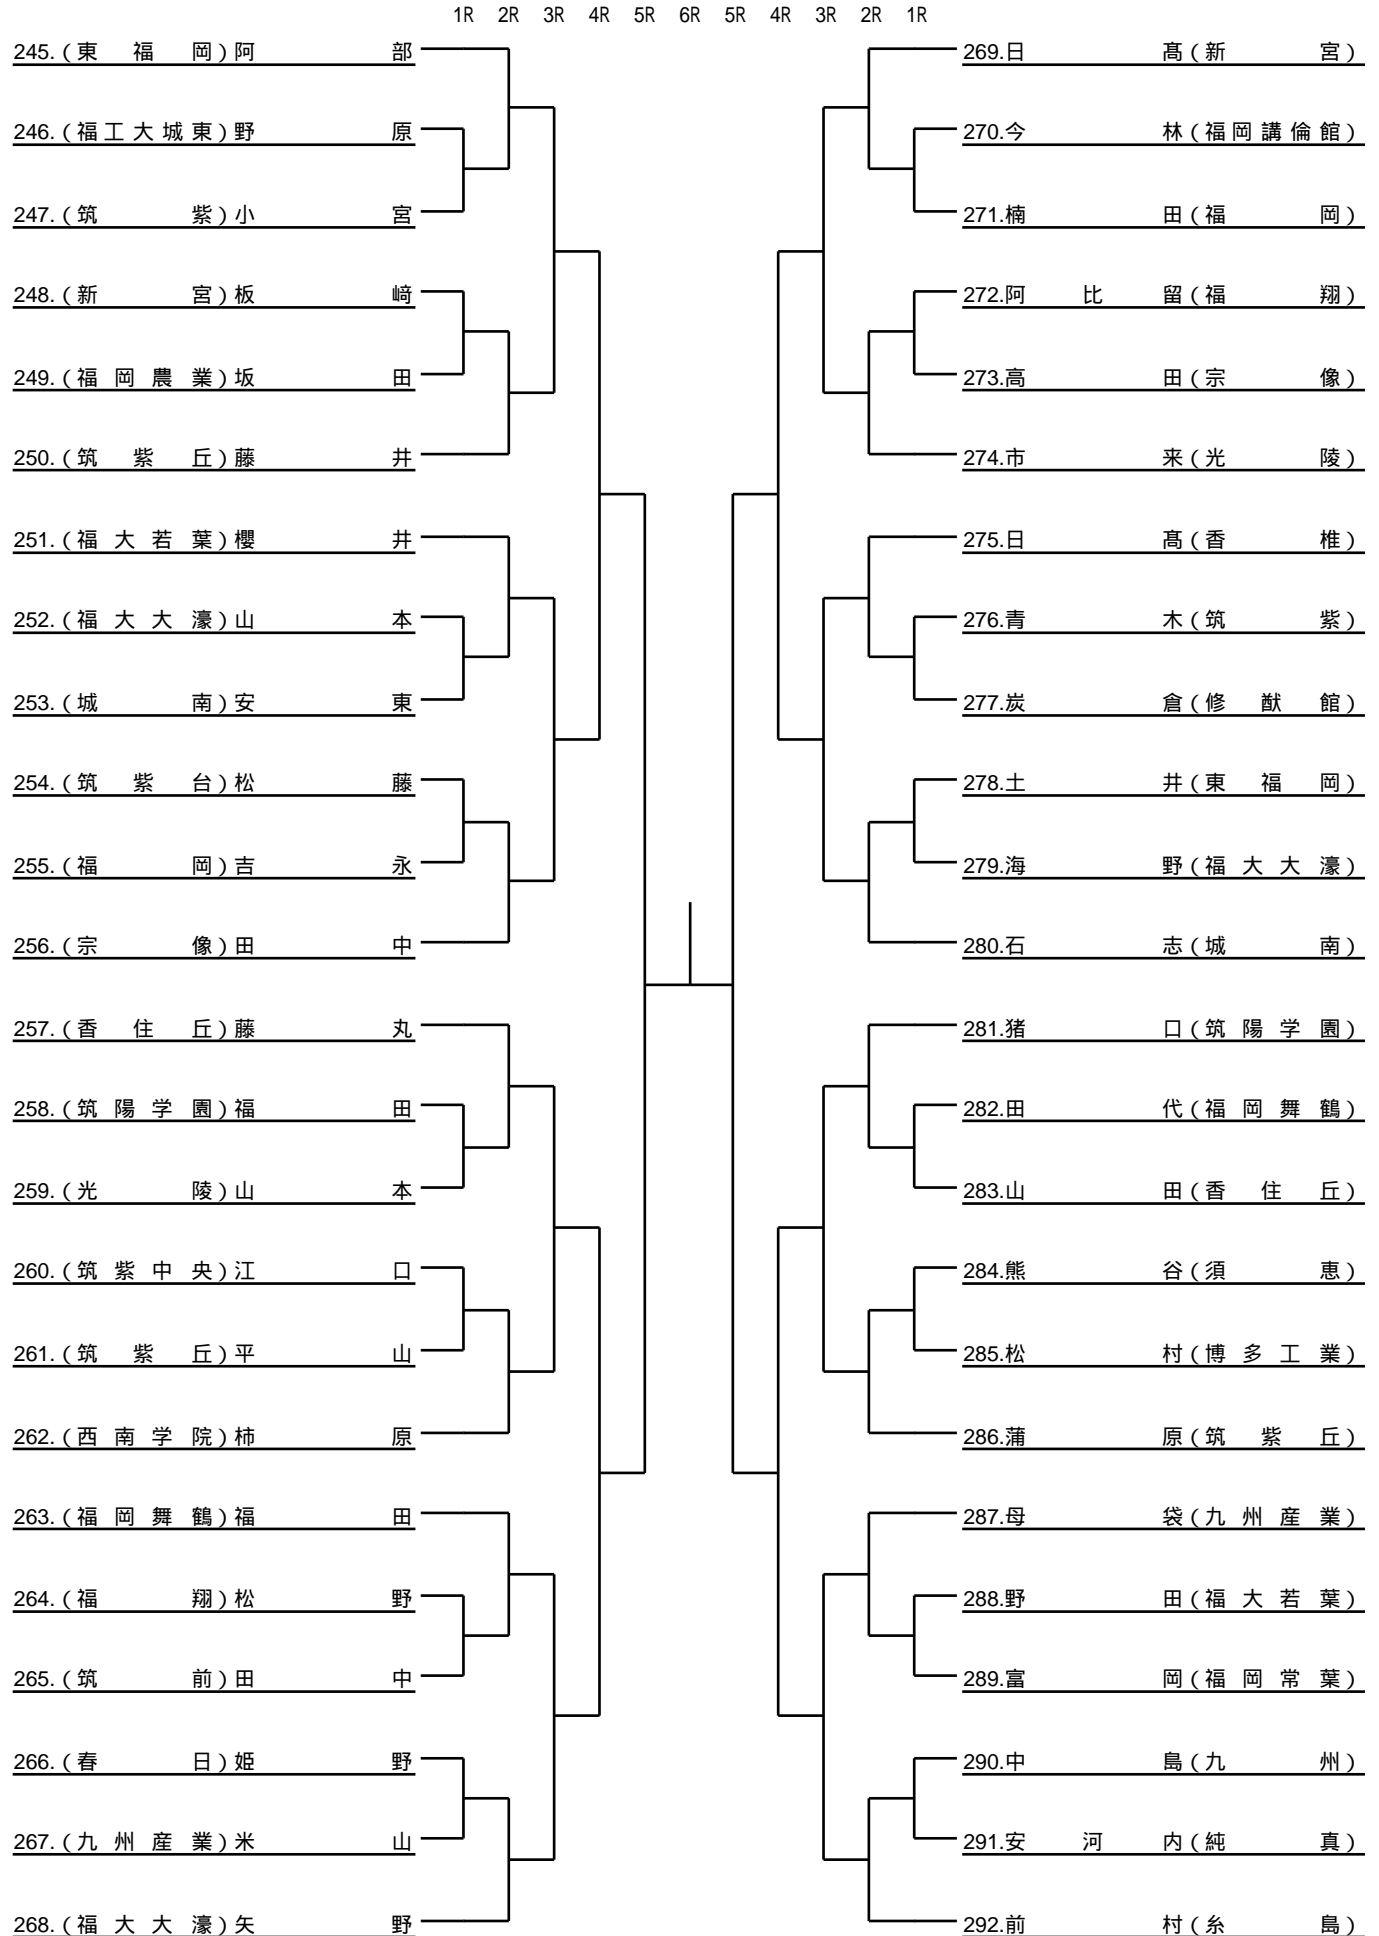 1R 2R 3R 4R 5R 6R 5R 4R 3R 2R 1R
245.(東福岡)阿部
246.(福工大城東)野原
247.(筑紫)小宮
248.(新宮)板﨑
249.(福岡農業)坂田
250.(筑紫丘)藤井
251.(福大若葉)櫻井
252.(福大大濠)山本
253.(城南)安東
254.(筑紫台)松藤
255.(福岡)吉永
256.(宗像)田中
257.(香住丘)藤丸
258.(筑陽学園)福田
259.(光陵)山本
260.(筑紫中央)江口
261.(筑紫丘)平山
262.(西南学院)柿原
263.(福岡舞鶴)福田
264.(福翔)松野
265.(筑前)田中
266.(春日)姫野
267.(九州産業)米山
268.(福大大濠)矢野
269.日髙(新宮)
270.今林(福岡講倫館)
271.楠田(福岡)
272.阿比留(福翔)
273.高田(宗像)
274.市来(光陵)
275.日髙(香椎)
276.青木(筑紫)
277.炭倉(修猷館)
278.土井(東福岡)
279.海野(福大大濠)
280.石志(城南)
281.猪口(筑陽学園)
282.田代(福岡舞鶴)
283.山田(香住丘)
284.熊谷(須恵)
285.松村(博多工業)
286.蒲原(筑紫丘)
287.母袋(九州産業)
288.野田(福大若葉)
289.富岡(福岡常葉)
290.中島(九州)
291.安河内(純真)
292.前村(糸島)